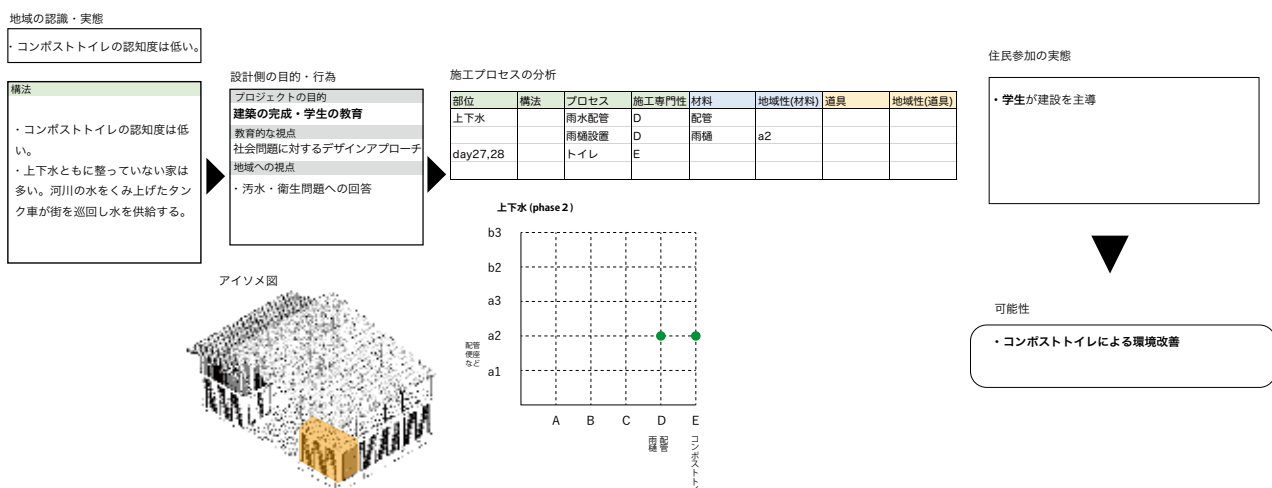 地域の認識・実態
・コンポストトイレの認知度は低い。
構法
・コンポストトイレの認知度は低
い。
・上下水ともに整っていない家は
多い。河川の水をくみ上げたタン
ク車が街を巡回し水を供給する。
設計側の目的・行為
プロジェクトの目的
建築の完成・学生の教育
教育的な視点
社会問題に対するデザインアプローチ
地域への視点
・汚水・衛生問題への回答
施工プロセスの分析
部位 構法 プロセス 施工専門性 材料 地域性(材料) 道具 地域性(道具)
上下水 雨水配管 D 配管
雨樋設置 D 雨樋 a2
day27,28 トイレ E
住民参加の実態
・学生が建設を主導
可能性
・コンポストトイレによる環境改善
アイソメ図
上下水 (phase 2)
b3
b2
a3
a2
a1
配管
便座
など
A B C D E
配管
雨樋
コンポストトイ